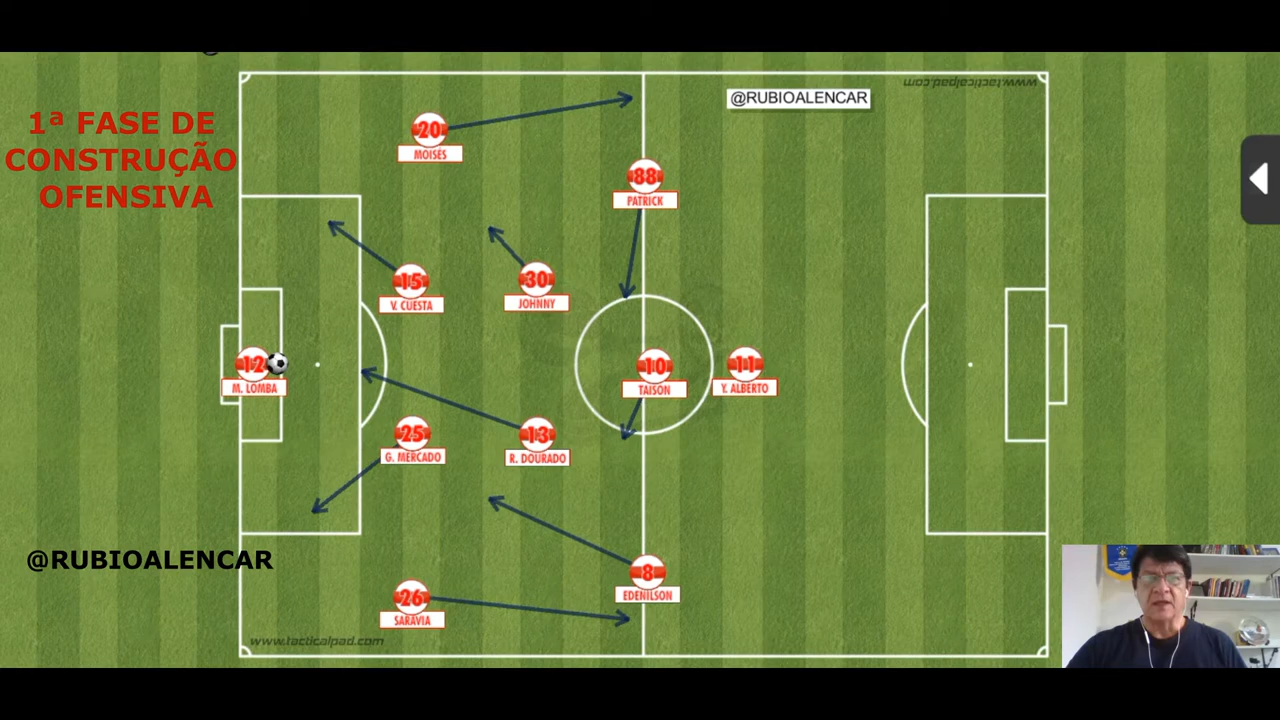 1ª FASE DE
CONSTRUÇÃO
OFENSIVA
@RUBIOALENCAR
www.tacticalpad.com
20
MOISÉS
88
PATRICK
15
V. CUESTA
30
JOHNNY
12
M. LOMBA
10
TAISON
11
Y. ALBERTO
25
G. MERCADO
13
R. DOURADO
@RUBIOALENCAR
8
EDENILSON
26
SARAVIA
www.tacticalpad.com